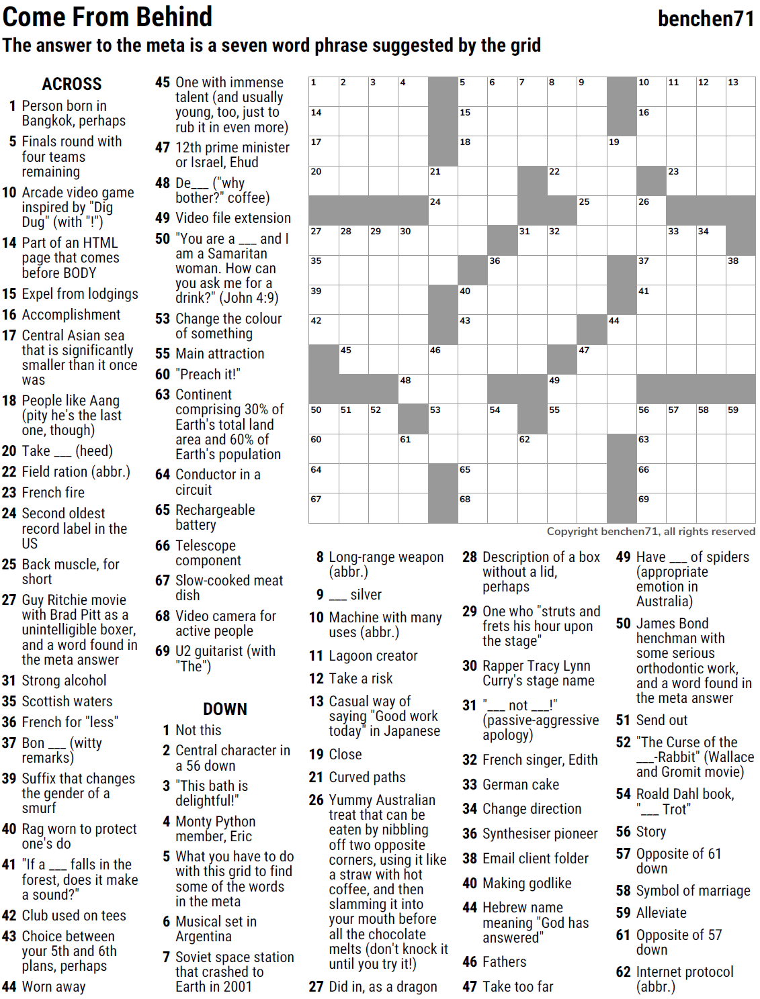 Come From Behind
benchen71
The answer to the meta is a seven word phrase suggested by the grid
ACROSS
1 Person born in
Bangkok, perhaps
5 Finals round with
four teams
remaining
10 Arcade video game
inspired by "Dig
Dug" (with "!")
14 Part of an HTML
page that comes
before BODY
15 Expel from lodgings
16 Accomplishment
17 Central Asian sea
that is significantly
smaller than it once
was
18 People like Aang
(pity he's the last
one, though)
20 Take ___ (heed)
22 Field ration (abbr.)
23 French fire
24 Second oldest
record label in the
US
25 Back muscle, for
short
27 Guy Ritchie movie
with Brad Pitt as a
unintelligible boxer,
and a word found in
the meta answer
31 Strong alcohol
35 Scottish waters
36 French for "less"
37 Bon ___ (witty
remarks)
39 Suffix that changes
the gender of a
smurf
40 Rag worn to protect
one's do
41 "If a ___ falls in the
forest, does it make
a sound?"
42 Club used on tees
43 Choice between
your 5th and 6th
plans, perhaps
44 Worn away
45 One with immense
talent (and usually
young, too, just to
rub it in even more)
47 12th prime minister
or Israel, Ehud
48 De___ ("why
bother?" coffee)
49 Video file extension
50 "You are a ___ and I
am a Samaritan
woman. How can
you ask me for a
drink?" (John 4:9)
53 Change the colour
of something
55 Main attraction
60 "Preach it!"
63 Continent
comprising 30% of
Earth's total land
area and 60% of
Earth's population
64 Conductor in a
circuit
65 Rechargeable
battery
66 Telescope
component
67 Slow-cooked meat
dish
68 Video camera for
active people
69 U2 guitarist (with
"The")
DOWN
1 Not this
2 Central character in
a 56 down
3 "This bath is
delightful!"
4 Monty Python
member, Eric
5 What you have to do
with this grid to find
some of the words
in the meta
6 Musical set in
Argentina
7 Soviet space station
that crashed to
Earth in 2001
1 2 3 4 5 6 7 8 9 10 11 12 13
14 15 16
17 18 19
20 21 22 23
24 25 26
27 28 29 30 31 32 33 34
35 36 37 38
39 40 41
42 43 44
45 46 47
48 49
50 51 52 53 54 55 56 57 58 59
60 61 62 63
64 65 66
67 68 69
Copyright benchen71, all rights reserved
8 Long-range weapon
(abbr.)
9 ___ silver
10 Machine with many
uses (abbr.)
11 Lagoon creator
12 Take a risk
13 Casual way of
saying "Good work
today" in Japanese
19 Close
21 Curved paths
26 Yummy Australian
treat that can be
eaten by nibbling
off two opposite
corners, using it like
a straw with hot
coffee, and then
slamming it into
your mouth before
all the chocolate
melts (don't knock it
until you try it!)
27 Did in, as a dragon
28 Description of a box
without a lid,
perhaps
29 One who "struts and
frets his hour upon
the stage"
30 Rapper Tracy Lynn
Curry's stage name
31 "___ not ___!"
(passive-aggressive
apology)
32 French singer, Edith
33 German cake
34 Change direction
36 Synthesiser pioneer
38 Email client folder
40 Making godlike
44 Hebrew name
meaning "God has
answered"
46 Fathers
47 Take too far
49 Have ___ of spiders
(appropriate
emotion in
Australia)
50 James Bond
henchman with
some serious
orthodontic work,
and a word found in
the meta answer
51 Send out
52 "The Curse of the
___-Rabbit" (Wallace
and Gromit movie)
54 Roald Dahl book,
"___ Trot"
56 Story
57 Opposite of 61
down
58 Symbol of marriage
59 Alleviate
61 Opposite of 57
down
62 Internet protocol
(abbr.)